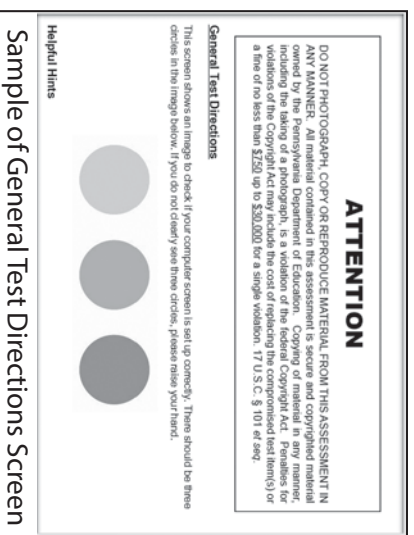 ATTENTION
DO NOT PHOTOGRAPH, COPY OR REPRODUCE MATERIAL FROM THIS ASSESSMENT IN
ANY MANNER. All material contained in this assessment is secure and copyrighted material
owned by the Pennsylvania Department of Education. Copying of material in any manner,
including the taking of a photograph, is a violation of the federal Copyright Act. Penalties for
violations of the Copyright Act may include the cost of replacing the compromised test item(s) or
a fine of no less than $750 up to $30,000 for a single violation. 17 U.S.C. § 101 et seq.
General Test Directions
This screen shows an image to check if your computer screen is set up correctly. There should be three
circles in the image below. If you do not clearly see three circles, please raise your hand.
Helpful Hints
Sample of General Test Directions Screen